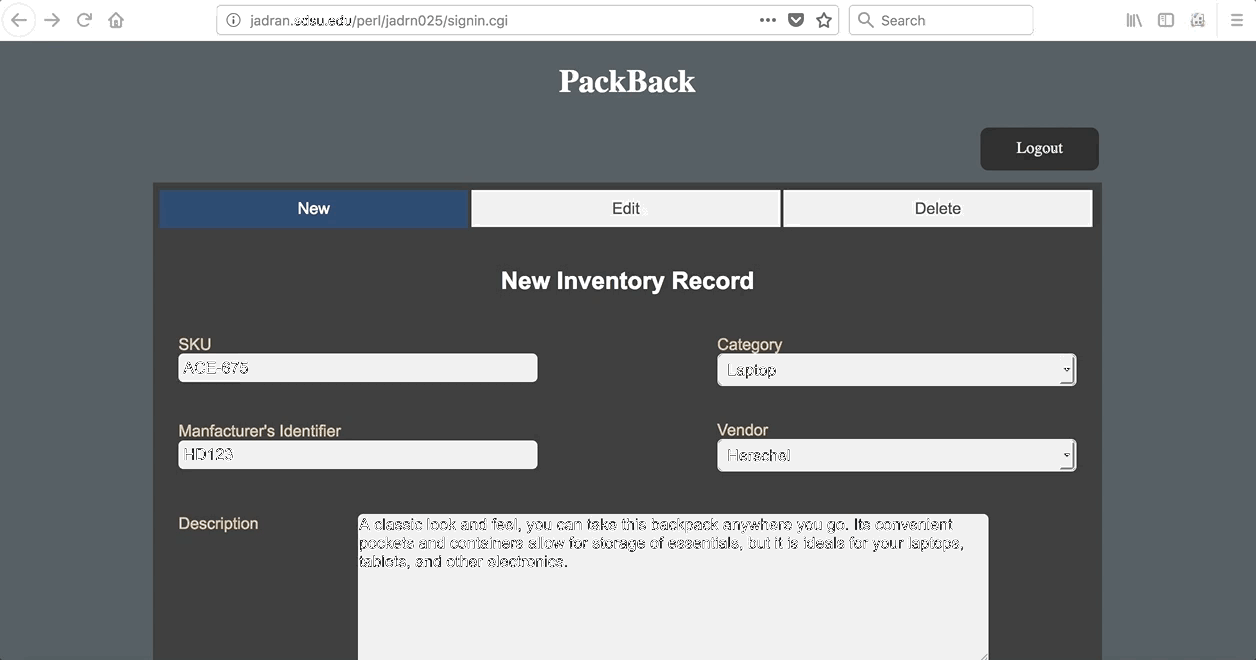 jadran.sdsu.edu/perl/jadrn025/signin.cgi
Search
PackBack
Logout
New Edit Delete
New Inventory Record
SKU Category
ACE-675 Laptop
Manfacturer's Identifier Vendor
HD123 Herschel
Description
A classic look and feel, you can take this backpack anywhere you go. Its convenient
pockets and containers allow for storage of essentials, but it is ideals for your laptops,
tablets, and other electronics.